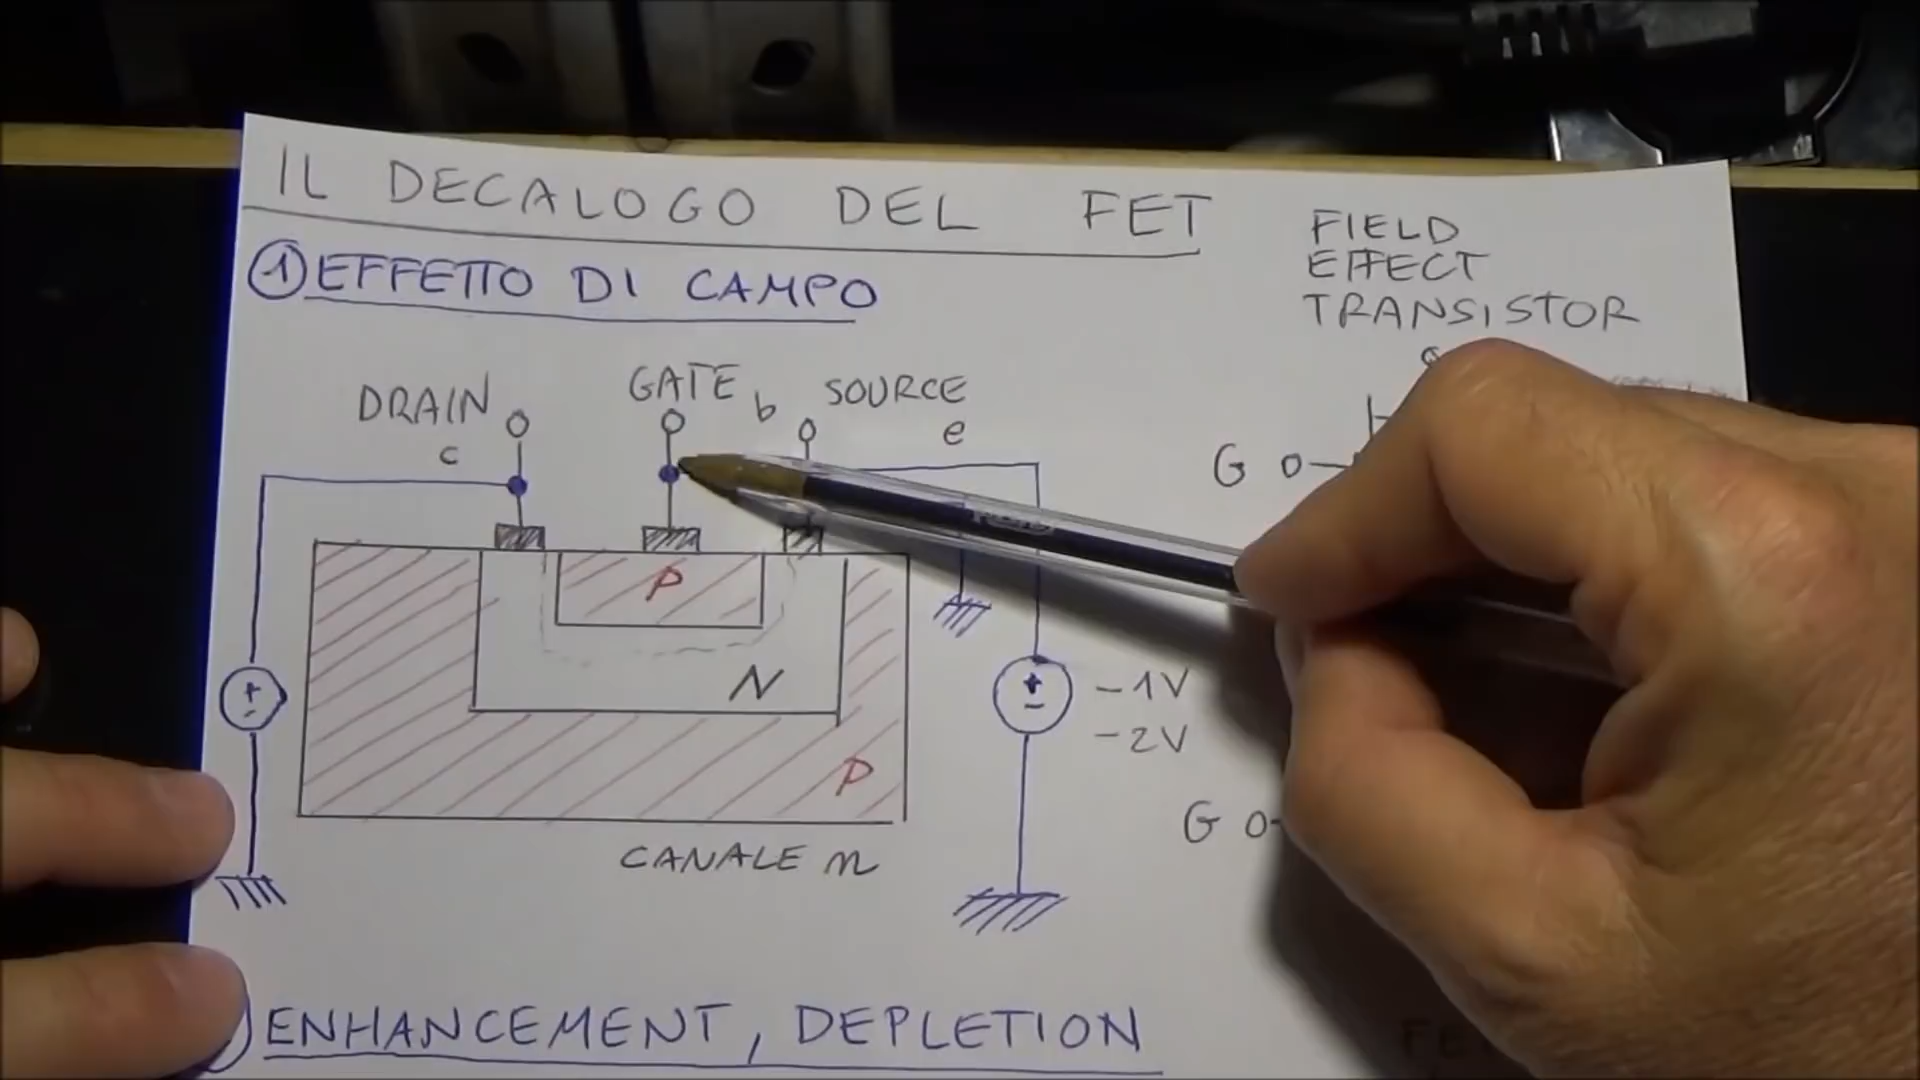 IL DECALOGO DEL FET
FIELD
EFFECT
TRANSISTOR
1 EFFETTO DI CAMPO
DRAIN
c
GATE
b
SOURCE
e
G
P
N
P
+
-
+
-
-1V
-2V
G
CANALE n
ENHANCEMENT, DEPLETION